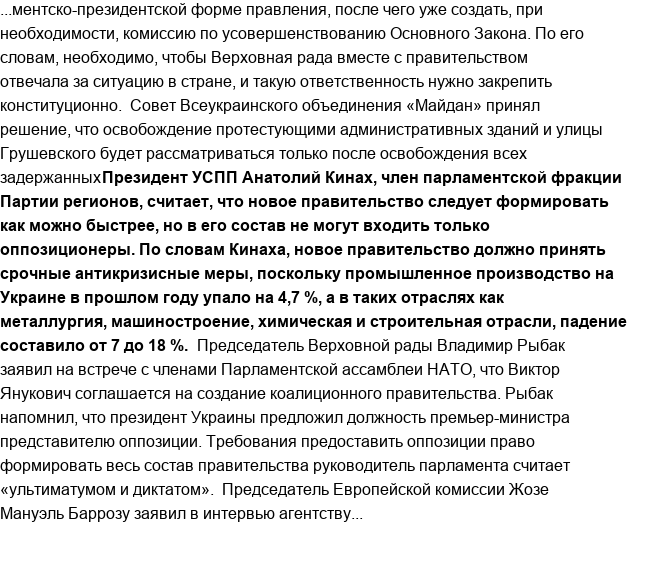 ...ментско-президентской форме правления, после чего уже создать, при
необходимости, комиссию по усовершенствованию Основного Закона. По его
словам, необходимо, чтобы Верховная рада вместе с правительством
отвечала за ситуацию в стране, и такую ответственность нужно закрепить
конституционно.  Совет Всеукраинского объединения «Майдан» принял
решение, что освобождение протестующими административных зданий и улицы
Грушевского будет рассматриваться только после освобождения всех
задержанныхПрезидент УСПП Анатолий Кинах, член парламентской фракции
Партии регионов, считает, что новое правительство следует формировать
как можно быстрее, но в его состав не могут входить только
оппозиционеры. По словам Кинаха, новое правительство должно принять
срочные антикризисные меры, поскольку промышленное производство на
Украине в прошлом году упало на 4,7 %, а в таких отраслях как
металлургия, машиностроение, химическая и строительная отрасли, падение
составило от 7 до 18 %.  Председатель Верховной рады Владимир Рыбак
заявил на встрече с членами Парламентской ассамблеи НАТО, что Виктор
Янукович соглашается на создание коалиционного правительства. Рыбак
напомнил, что президент Украины предложил должность премьер-министра
представителю оппозиции. Требования предоставить оппозиции право
формировать весь состав правительства руководитель парламента считает
«ультиматумом и диктатом».  Председатель Европейской комиссии Жозе
Мануэль Баррозу заявил в интервью агентству...